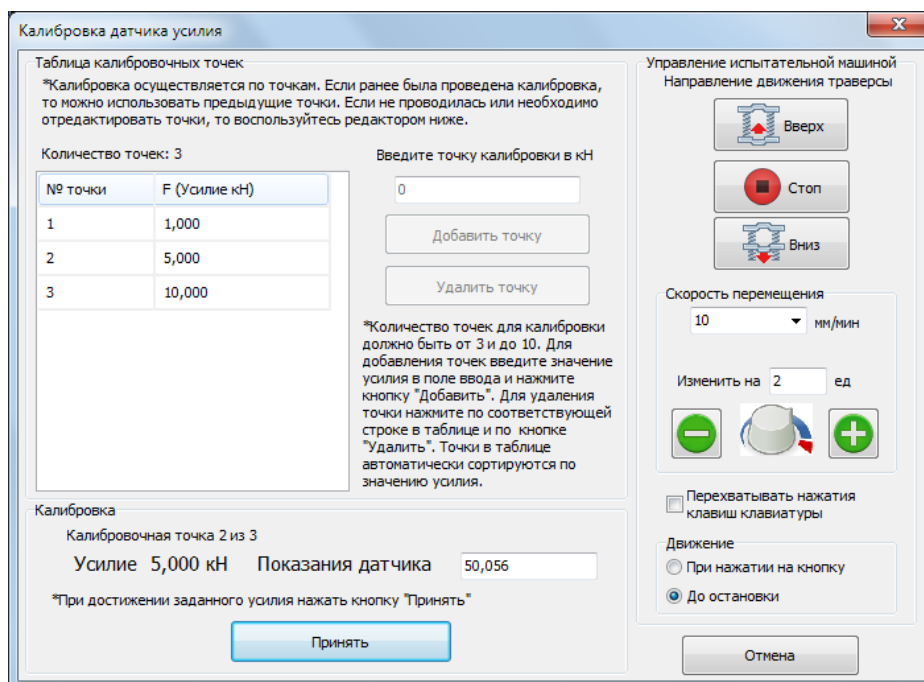 Калибровка датчика усилия
Таблица калибровочных точек
*Калибровка осуществляется по точкам. Если ранее была проведена калибровка,
то можно использовать предыдущие точки. Если не проводилась или необходимо
отредактировать точки, то воспользуйтесь редактором ниже.
Количество точек: 3
№ точки F (Усилие кН)
1 1,000
2 5,000
3 10,000
Введите точку калибровки в кН
0
Добавить точку
Удалить точку
*Количество точек для калибровки
должно быть от 3 и до 10. Для
добавления точек введите значение
усилия в поле ввода и нажмите
кнопку "Добавить". Для удаления
точки нажмите по соответствующей
строке в таблице и по кнопке
"Удалить". Точки в таблице
автоматически сортируются по
значению усилия.
Калибровка
Калибровочная точка 2 из 3
Усилие 5,000 кН Показания датчика 50,056
*При достижении заданного усилия нажать кнопку "Принять"
Принять
Управление испытательной машиной
Направление движения траверсы
Вверх
Стоп
Вниз
Скорость перемещения
10 мм/мин
Изменить на 2 ед
Перехватывать нажатия
клавиш клавиатуры
Движение
При нажатии на кнопку
До остановки
Отмена